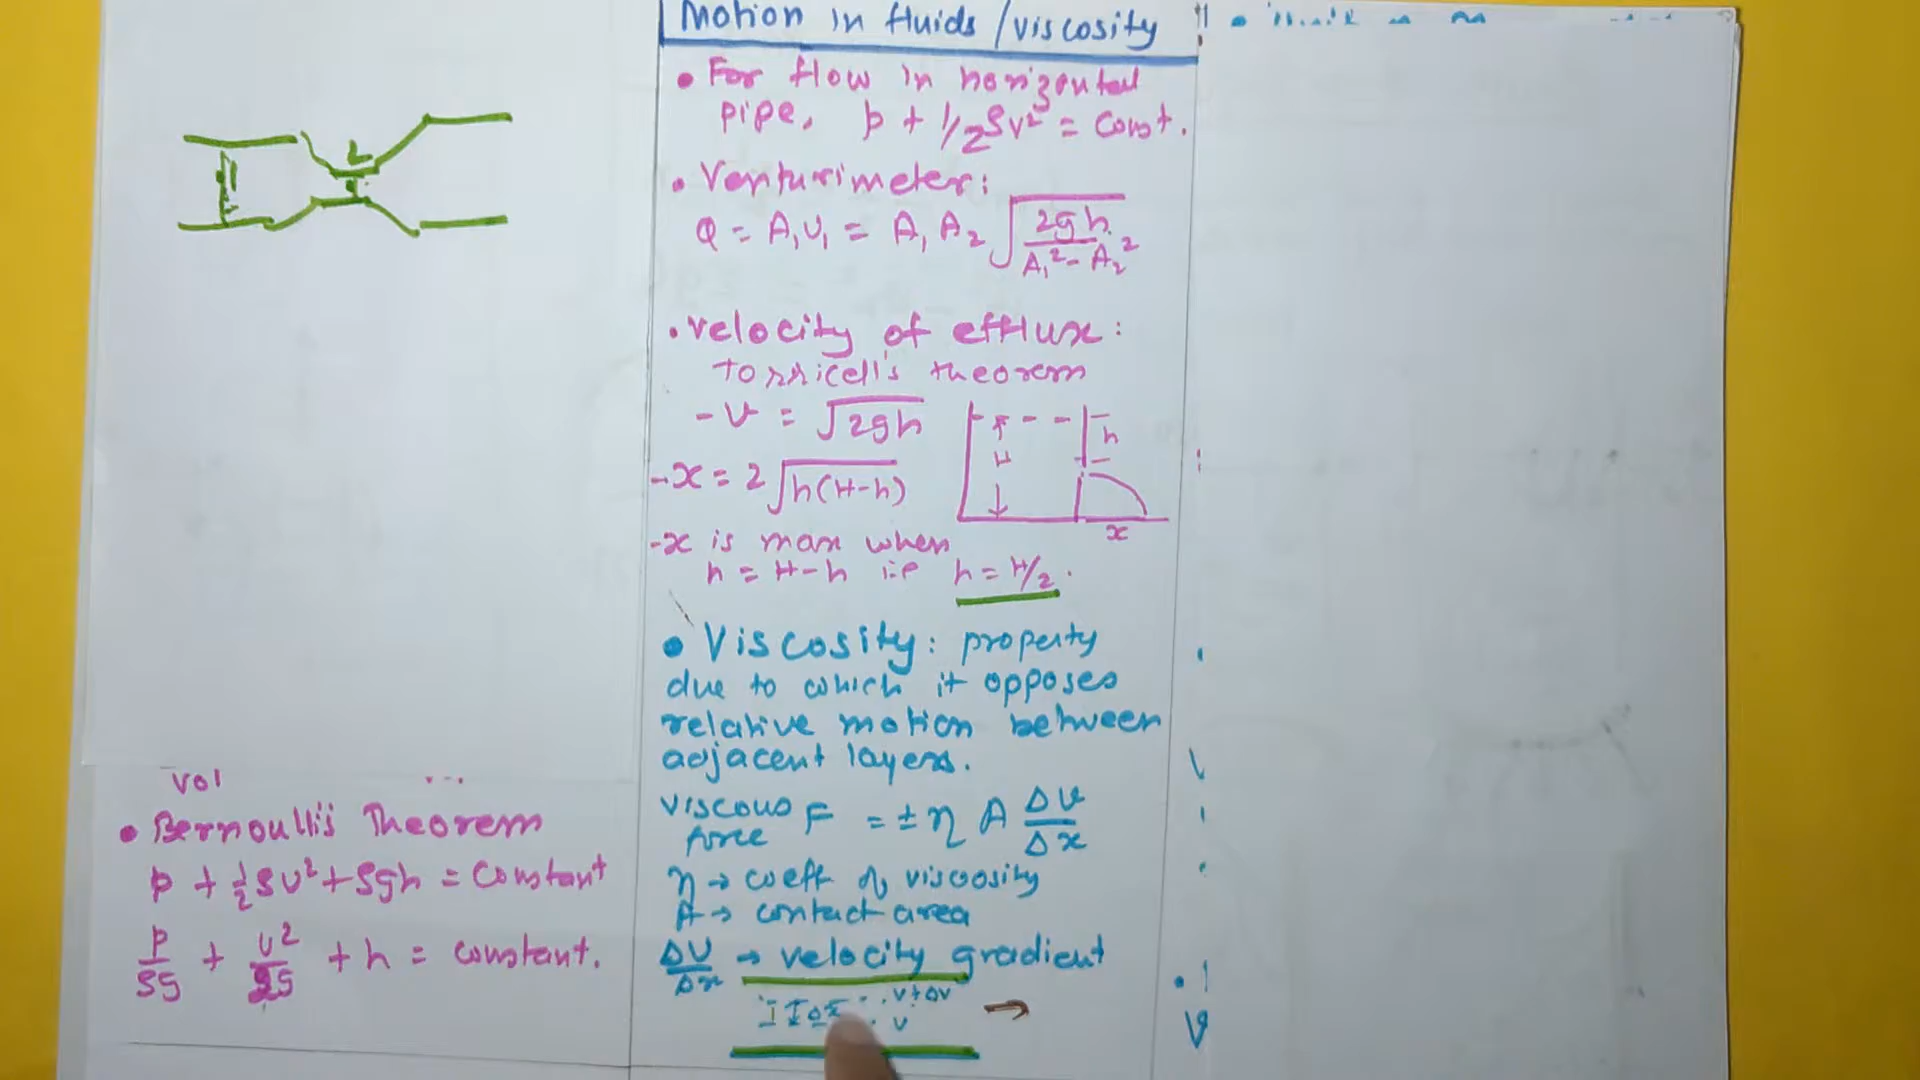 Motion in fluids / viscosity
• For flow in horizontal
pipe, p + 1/2 ρv² = const.
• Venturimeter:
Q = A₁v₁ = A₁ A₂ √(2gh / A₁² - A₂²)
• velocity of efflux:
Torricell's theorem
- v = √2gh
h
H
- x = 2 √h(H-h)
x
- x is max when
h = H-h i.e h = H/2.
• Viscosity: property
due to which it opposes
relative motion between
adjacent layers.
viscous force F = ± η A Δv/Δx
η → coeff of viscosity
A → contact area
Δv/Δx → velocity gradient
v+Δv
Δx
v
vol
• Bernoulli's Theorem
p + ½ρv² + ρgh = Constant
p/ρg + v²/2g + h = constant.